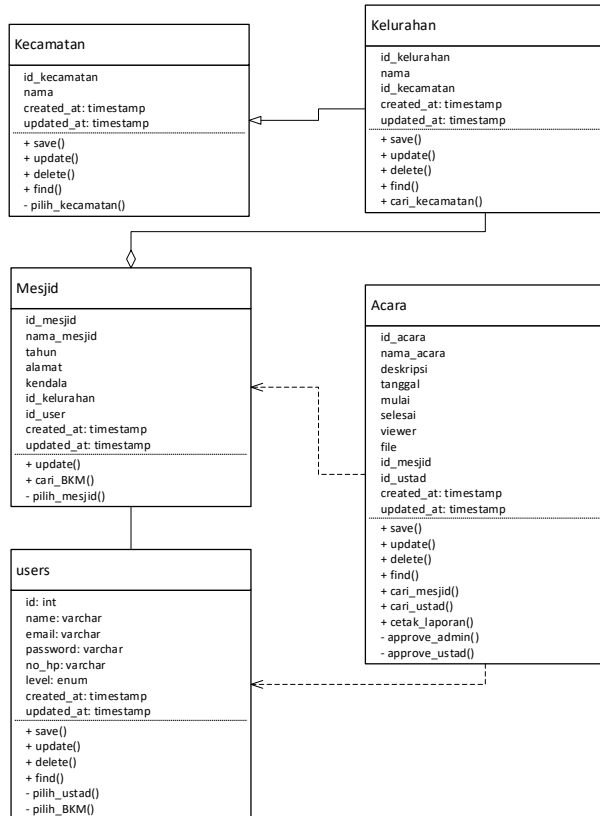 Kecamatan
id_kecamatan
nama
created_at: timestamp
updated_at: timestamp
+ save()
+ update()
+ delete()
+ find()
- pilih_kecamatan()
Kelurahan
id_kelurahan
nama
id_kecamatan
created_at: timestamp
updated_at: timestamp
+ save()
+ update()
+ delete()
+ find()
+ cari_kecamatan()
Mesjid
id_mesjid
nama_mesjid
tahun
alamat
kendala
id_kelurahan
id_user
created_at: timestamp
updated_at: timestamp
+ update()
+ cari_BKM()
- pilih_mesjid()
Acara
id_acara
nama_acara
deskripsi
tanggal
mulai
selesai
viewer
file
id_mesjid
id_ustad
created_at: timestamp
updated_at: timestamp
+ save()
+ update()
+ delete()
+ find()
+ cari_mesjid()
+ cari_ustad()
+ cetak_laporan()
- approve_admin()
- approve_ustad()
users
id: int
name: varchar
email: varchar
password: varchar
no_hp: varchar
level: enum
created_at: timestamp
updated_at: timestamp
+ save()
+ update()
+ delete()
+ find()
- pilih_ustad()
- pilih_BKM()